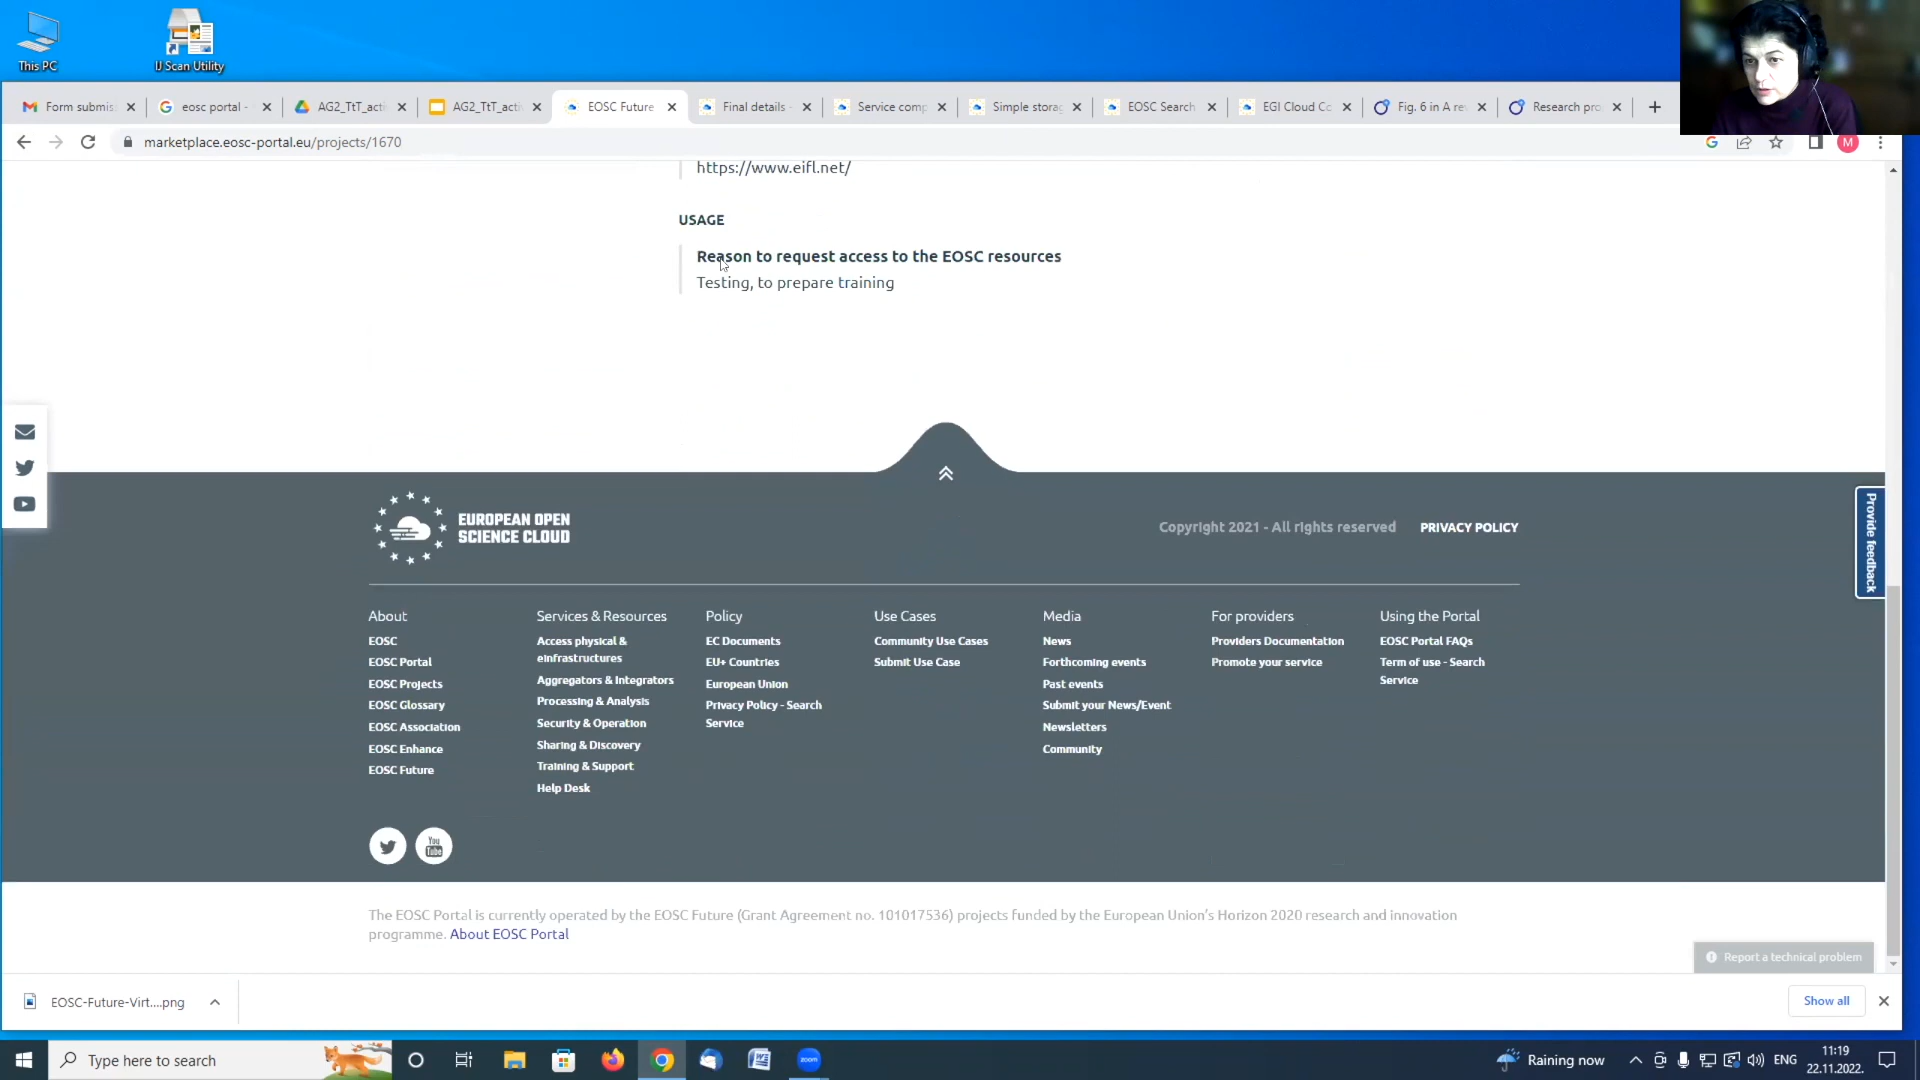 This PC
IJ Scan Utility
Form submis
eosc portal -
AG2_TtT_acti
AG2_TtT_acti
EOSC Future
Final details -
Service comp
Simple storag
EOSC Search
EGI Cloud Co
Fig. 6 in A re
Research pro
marketplace.eosc-portal.eu/projects/1670
M
https://www.eifl.net/
USAGE
Reason to request access to the EOSC resources
Testing, to prepare training
EUROPEAN OPEN
SCIENCE CLOUD
Copyright 2021 - All rights reserved
PRIVACY POLICY
Provide feedback
About
EOSC
EOSC Portal
EOSC Projects
EOSC Glossary
EOSC Association
EOSC Enhance
EOSC Future
Services & Resources
Access physical &
eInfrastructures
Aggregators & Integrators
Processing & Analysis
Security & Operation
Sharing & Discovery
Training & Support
Help Desk
Policy
EC Documents
EU+ Countries
European Union
Privacy Policy - Search
Service
Use Cases
Community Use Cases
Submit Use Case
Media
News
Forthcoming events
Past events
Submit your News/Event
Newsletters
Community
For providers
Providers Documentation
Promote your service
Using the Portal
EOSC Portal FAQs
Term of use - Search
Service
You
Tube
The EOSC Portal is currently operated by the EOSC Future (Grant Agreement no. 101017536) projects funded by the European Union's Horizon 2020 research and innovation
programme. About EOSC Portal
Report a technical problem
EOSC-Future-Virt....png
Show all
Type here to search
zoom
Raining now
ENG
11:19
22.11.2022.